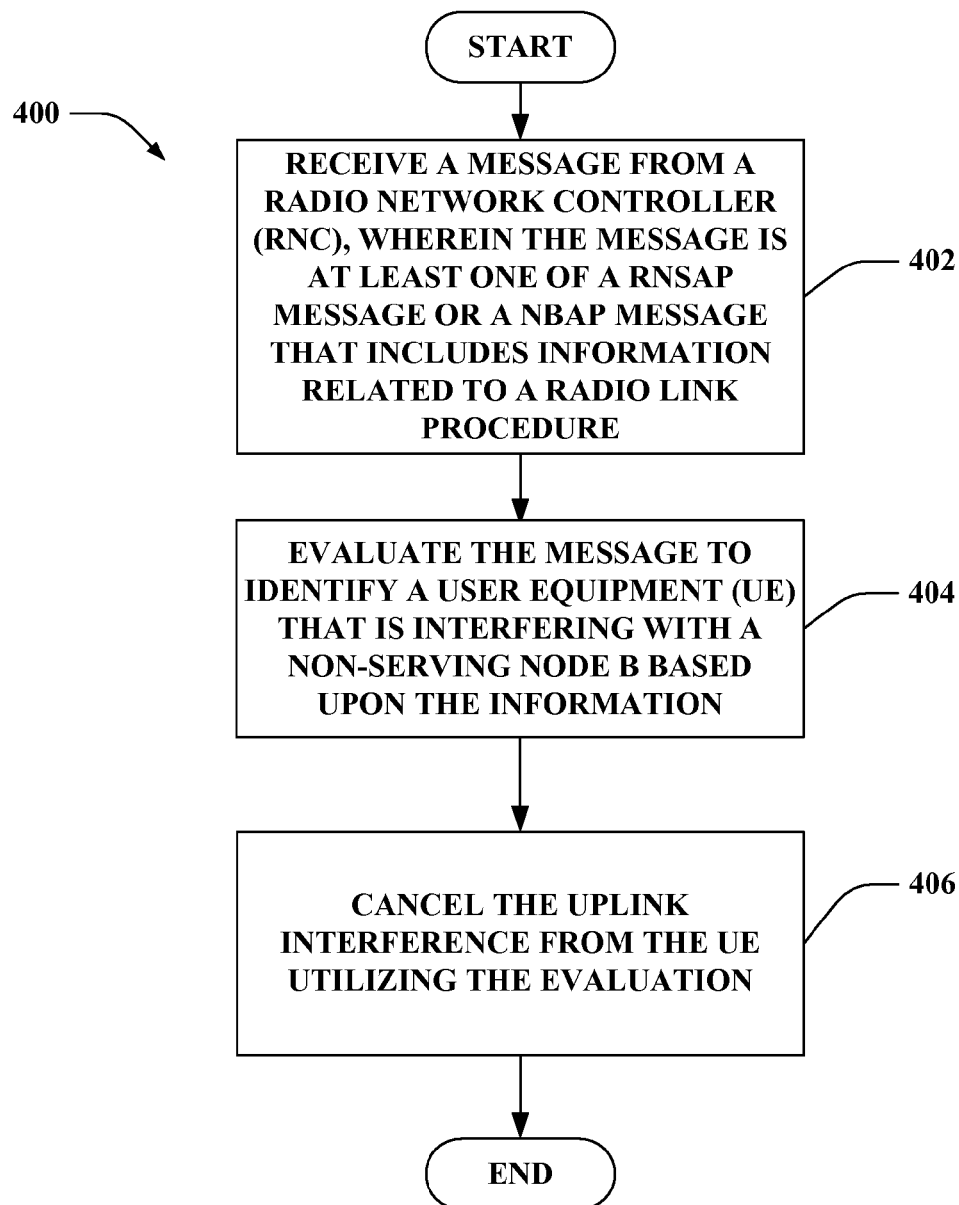 START
400
RECEIVE A MESSAGE FROM A
RADIO NETWORK CONTROLLER
(RNC), WHEREIN THE MESSAGE IS
AT LEAST ONE OF A RNSAP
MESSAGE OR A NBAP MESSAGE
THAT INCLUDES INFORMATION
RELATED TO A RADIO LINK
PROCEDURE
402
EVALUATE THE MESSAGE TO
IDENTIFY A USER EQUIPMENT (UE)
THAT IS INTERFERING WITH A
NON-SERVING NODE B BASED
UPON THE INFORMATION
404
CANCEL THE UPLINK
INTERFERENCE FROM THE UE
UTILIZING THE EVALUATION
406
END